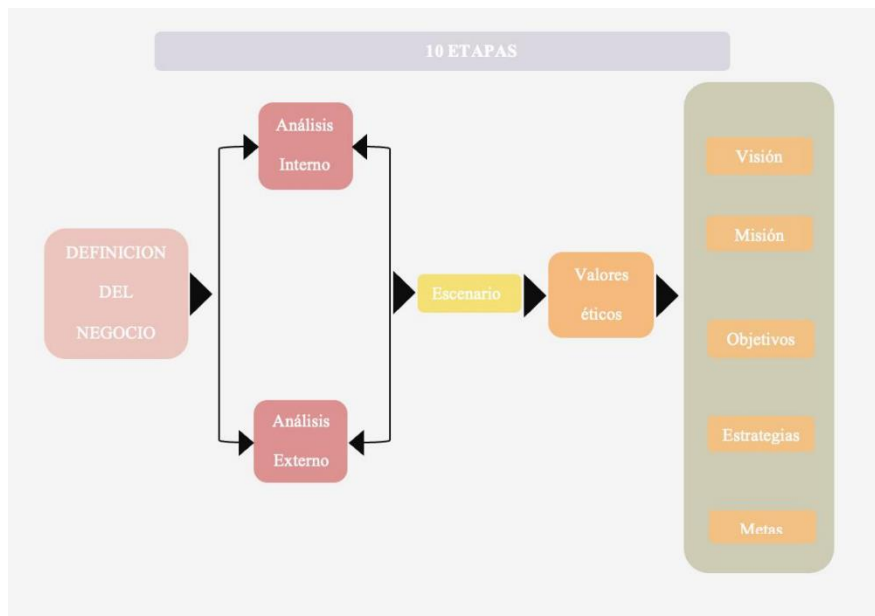 10 ETAPAS
DEFINICION
DEL
NEGOCIO
Análisis
Interno
Análisis
Externo
Escenario
Valores
éticos
Visión
Misión
Objetivos
Estrategias
Metas